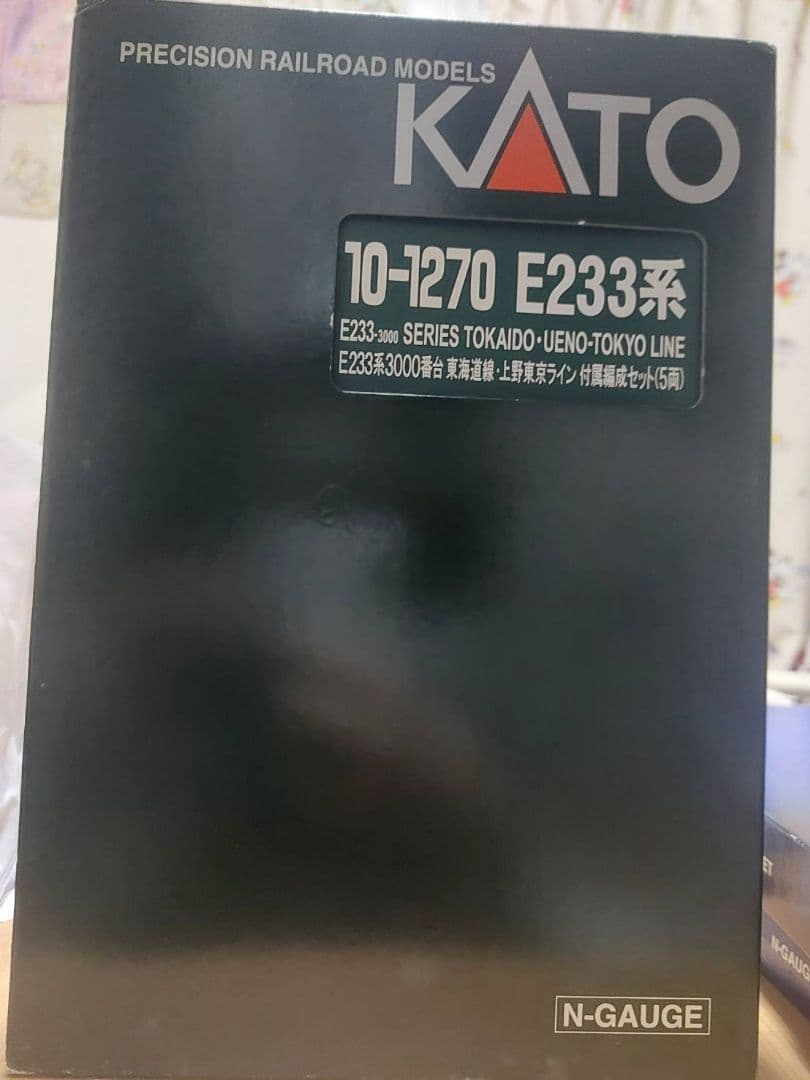 PRECISION RAILROAD MODELS
KATO
10-1270 E233系
E233-3000 SERIES TOKAIDO・UENO-TOKYO LINE
E233系3000番台 東海道線・上野東京ライン 付属編成セット(5両)
ET
N-GAUG
N-GAUGE